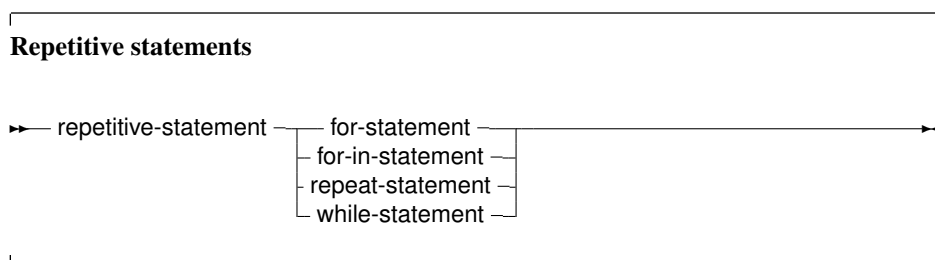 Repetitive statements
repetitive-statement for-statement
for-in-statement
repeat-statement
while-statement